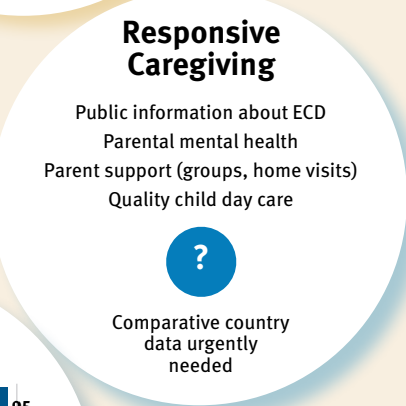 Responsive
Caregiving
Public information about ECD
Parental mental health
Parent support (groups, home visits)
Quality child day care
?
Comparative country
data urgently
needed